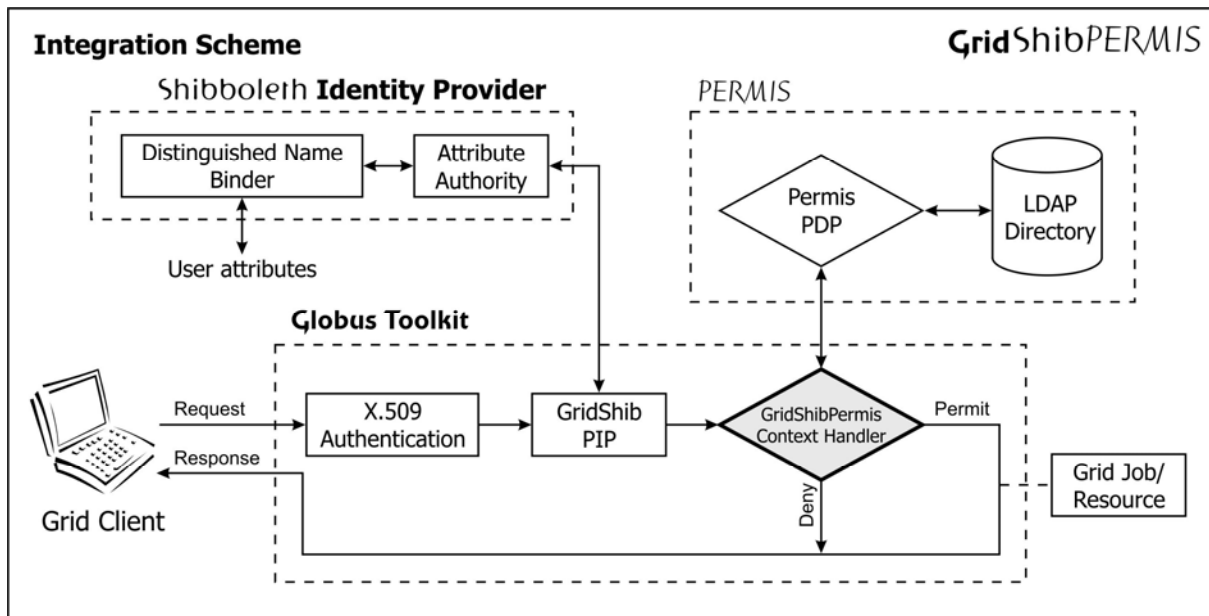 Integration Scheme
GridShibPERMIS
Shibboleth Identity Provider
PERMIS
Distinguished Name
Binder
Attribute
Authority
Permis
PDP
LDAP
Directory
User attributes
Globus Toolkit
Request
X.509
Authentication
GridShib
PIP
GridShibPermis
Context Handler
Permit
Response
Deny
Grid Job/
Resource
Grid Client